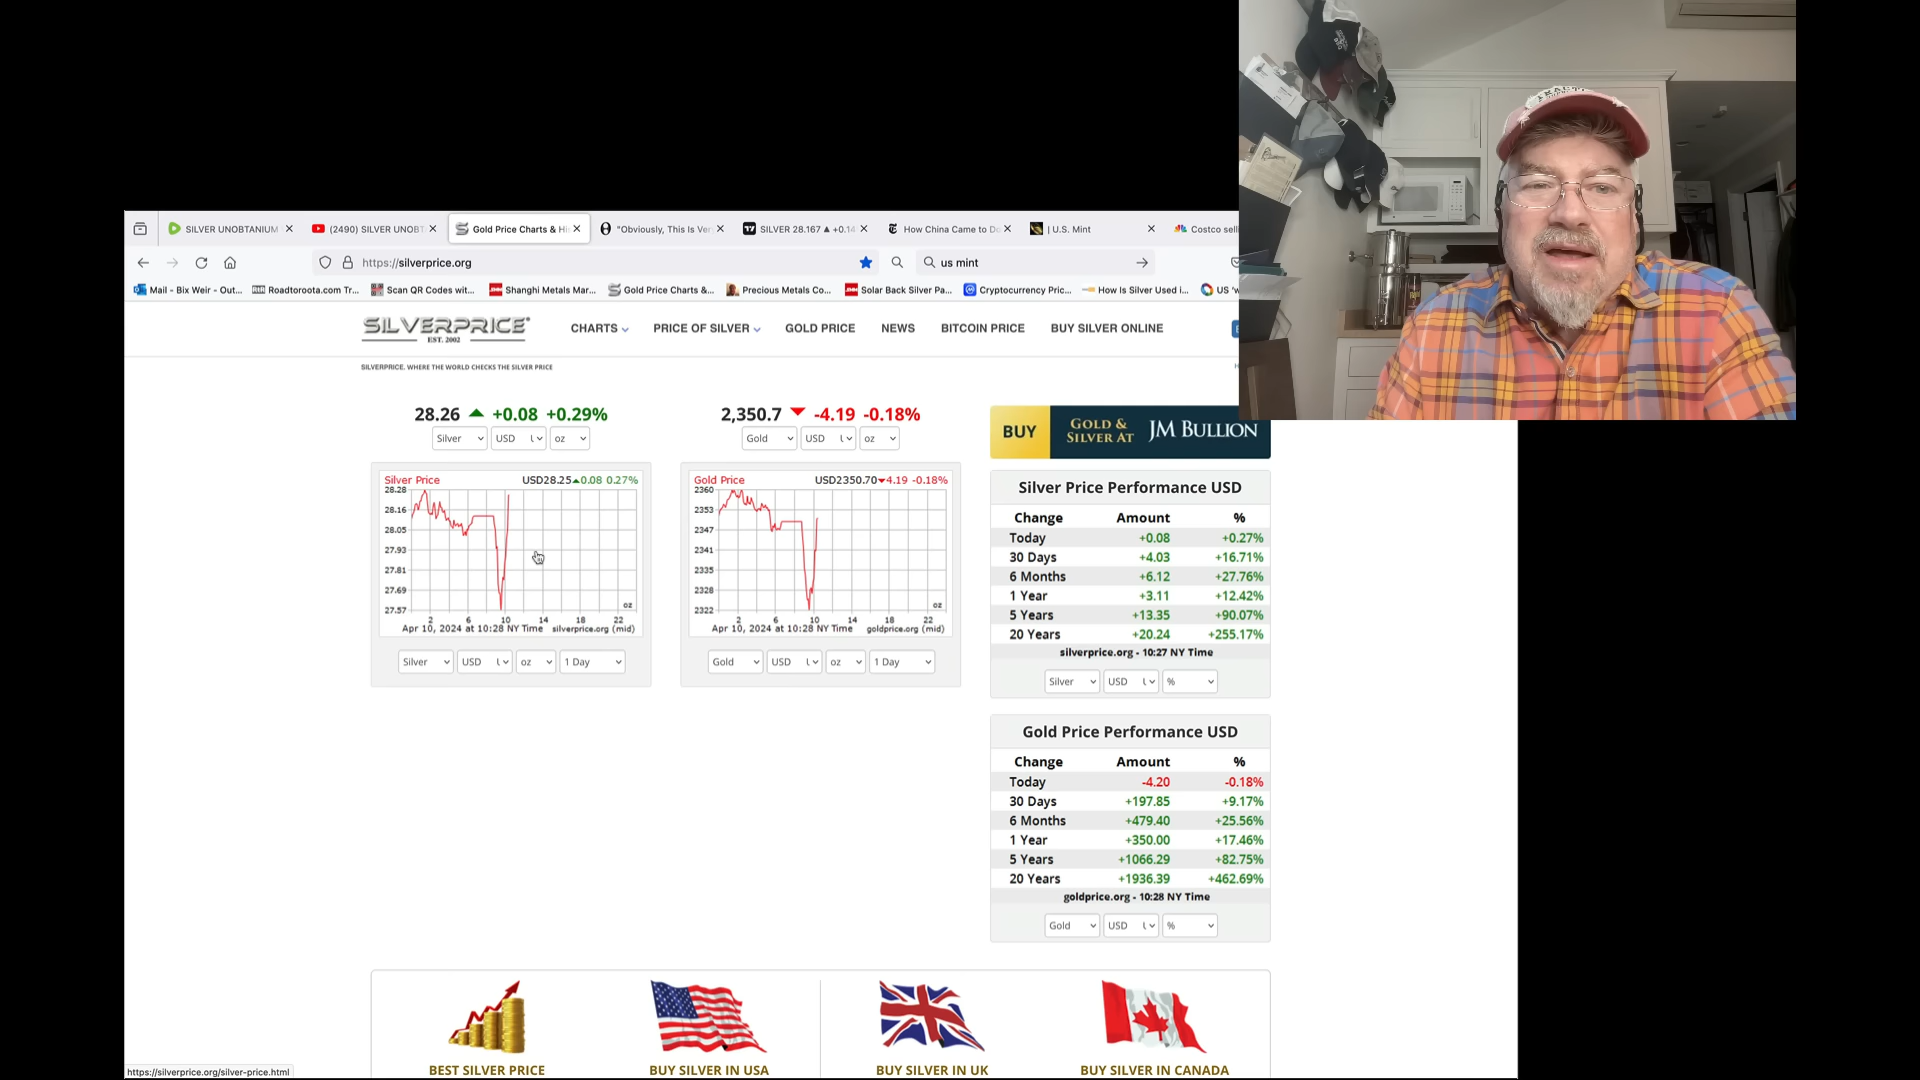 SILVER UNOBTANIUM
(2490) SILVER UNOBT
Gold Price Charts & Hi
"Obviously, This Is Ver
SILVER 28.167 ▲ +0.14
How China Came to Do
| U.S. Mint
Costco sell
https://silverprice.org
us mint
Mail - Bix Weir - Out...
Roadtoroota.com Tr...
Scan QR Codes wit...
Shanghi Metals Mar...
Gold Price Charts &...
Precious Metals Co...
Solar Back Silver Pa...
Cryptocurrency Pric...
How Is Silver Used i...
US 'w
SILVERPRICE
EST. 2002
CHARTS
PRICE OF SILVER
GOLD PRICE
NEWS
BITCOIN PRICE
BUY SILVER ONLINE
SILVERPRICE. WHERE THE WORLD CHECKS THE SILVER PRICE
28.26 ▲ +0.08 +0.29%
Silver USD oz
2,350.7 ▼ -4.19 -0.18%
Gold USD oz
BUY GOLD & SILVER AT JM BULLION
Silver Price USD28.25▲0.08 0.27%
28.28
28.16
28.05
27.93
27.81
27.69
27.57
oz
2 6 10 14 18 22
Apr 10, 2024 at 10:28 NY Time silverprice.org (mid)
Silver USD oz 1 Day
Gold Price USD2350.70▼4.19 -0.18%
2360
2353
2347
2341
2335
2328
2322
oz
2 6 10 14 18 22
Apr 10, 2024 at 10:28 NY Time goldprice.org (mid)
Gold USD oz 1 Day
Silver Price Performance USD
Change Amount %
Today +0.08 +0.27%
30 Days +4.03 +16.71%
6 Months +6.12 +27.76%
1 Year +3.11 +12.42%
5 Years +13.35 +90.07%
20 Years +20.24 +255.17%
silverprice.org - 10:27 NY Time
Silver USD %
Gold Price Performance USD
Change Amount %
Today -4.20 -0.18%
30 Days +197.85 +9.17%
6 Months +479.40 +25.56%
1 Year +350.00 +17.46%
5 Years +1066.29 +82.75%
20 Years +1936.39 +462.69%
goldprice.org - 10:28 NY Time
Gold USD %
BEST SILVER PRICE
BUY SILVER IN USA
BUY SILVER IN UK
BUY SILVER IN CANADA
https://silverprice.org/silver-price.html